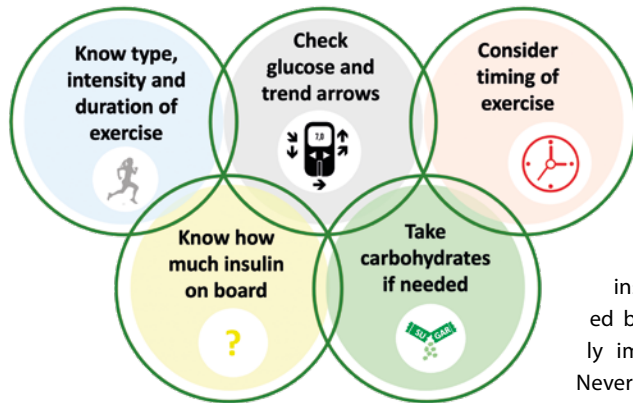 Know type,
intensity and
duration of
exercise
Check
glucose and
trend arrows
7,0
Consider
timing of
exercise
Know how
much insulin
on board
?
Take
carbohydrates
if needed
SU GAR
in
ed b
ly im
Never